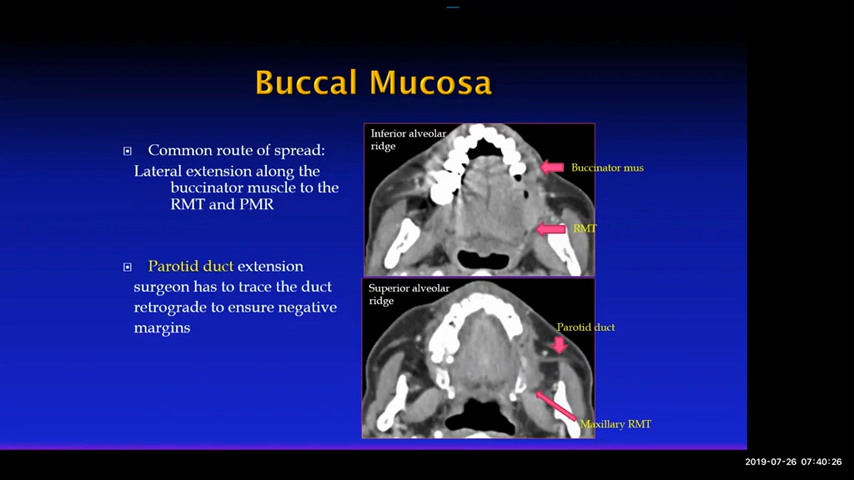 Buccal Mucosa
Common route of spread:
Lateral extension along the
buccinator muscle to the
RMT and PMR
Parotid duct extension
surgeon has to trace the duct
retrograde to ensure negative
margins
Inferior alveolar
ridge
Buccinator mus
RMT
Superior alveolar
ridge
Parotid duct
Maxillary RMT
2019-07-26 07:40:26